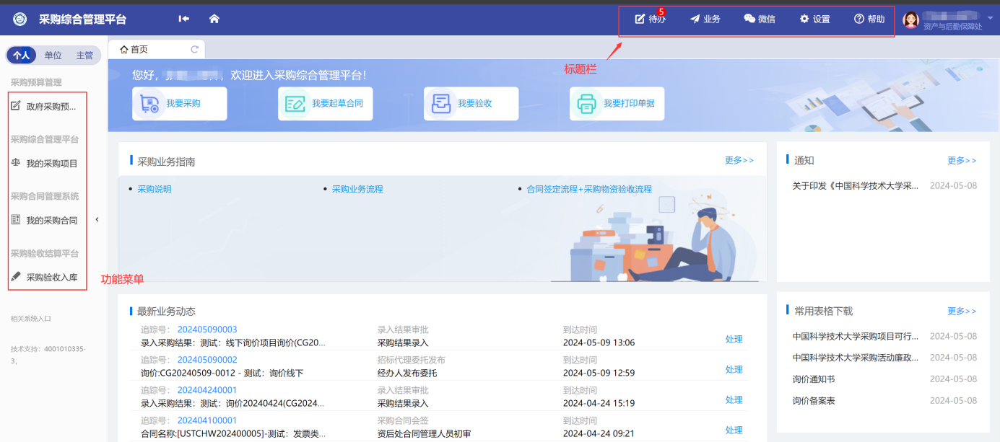 采购综合管理平台
待办
5
业务
微信
设置
帮助
资产与后勤保障处
标题栏
个人 单位 主管
采购预算管理
政府采购预...
采购综合管理平台
我的采购项目
采购合同管理系统
我的采购合同
采购验收结算平台
采购验收入库
功能菜单
相关系统入口
技术支持：4001010335-
3,
首页
您好， ，欢迎进入采购综合管理平台！
我要采购
我要起草合同
我要验收
我要打印单据
采购业务指南
更多>>
采购说明
采购业务流程
合同签定流程+采购物资验收流程
通知
更多>>
关于印发《中国科学技术大学采... 2024-05-08
最新业务动态
追踪号： 202405090003 录入结果审批 到达时间
录入采购结果：测试：线下询价项目询价(CG20... 采购结果录入 2024-05-09 13:06 处理
追踪号： 202405090002 招标代理委托发布 到达时间
询价:CG20240509-0012 - 测试：询价线下 经办人发布委托 2024-05-09 12:59 处理
追踪号： 202404240001 录入结果审批 到达时间
录入采购结果：测试：询价20240424(CG2024... 采购结果录入 2024-04-24 15:19 处理
追踪号： 202404100001 采购合同会签 到达时间
合同名称:[USTCHW202400005]-测试：发票类... 资后处合同管理人员初审 2024-04-24 09:21 处理
常用表格下载
更多>>
中国科学技术大学采购项目可行... 2024-05-08
中国科学技术大学采购活动廉政... 2024-05-08
询价通知书 2024-05-08
询价备案表 2024-05-08